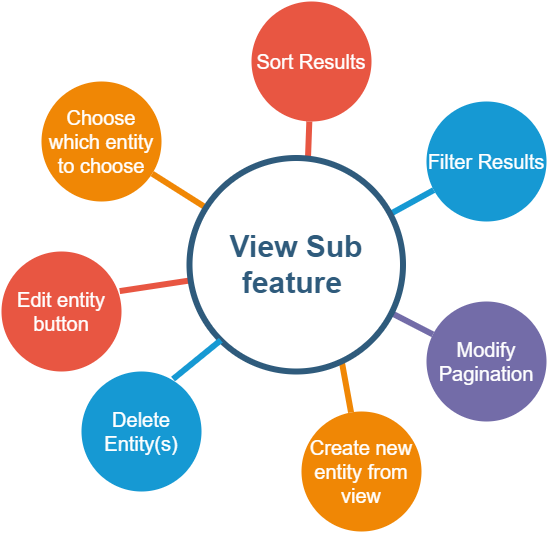 Sort Results
Choose
which entity
to choose
Filter Results
View Sub
feature
Edit entity
button
Modify
Pagination
Delete
Entity(s)
Create new
entity from
view